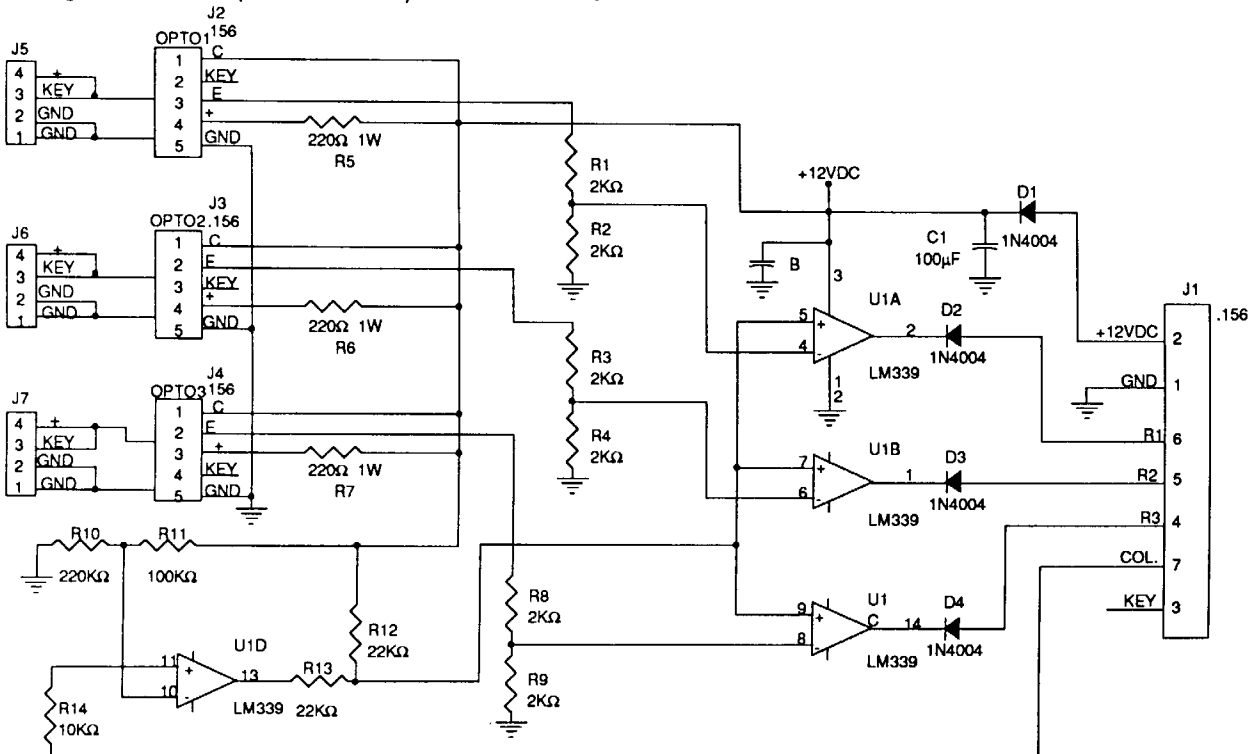 J2
.156
OPTO1
1 C
2 KEY
3 E
4 +
5 GND
J5
4 +
3 KEY
2 GND
1 GND
220Ω 1W
R5
J3
OPTO2 .156
1 C
2 E
3 KEY
4 +
5 GND
J6
4 +
3 KEY
2 GND
1 GND
220Ω 1W
R6
J4
.156
OPTO3
1 C
2 E
3 +
4 KEY
5 GND
J7
4 +
3 KEY
2 GND
1 GND
220Ω 1W
R7
R1
2KΩ
R2
2KΩ
R3
2KΩ
R4
2KΩ
+12VDC
B
3
C1
100µF
D1
1N4004
U1A
5 +
4 -
2
1
2
LM339
D2
1N4004
U1B
7 +
6 -
1
LM339
D3
1N4004
U1
C
9 +
8 -
14
LM339
D4
1N4004
J1
.156
+12VDC 2
GND 1
R1 6
R2 5
R3 4
COL. 7
KEY 3
R10
220KΩ
R11
100KΩ
R12
22KΩ
R8
2KΩ
R9
2KΩ
U1D
11 +
10 -
13
LM339
R13
22KΩ
R14
10KΩ